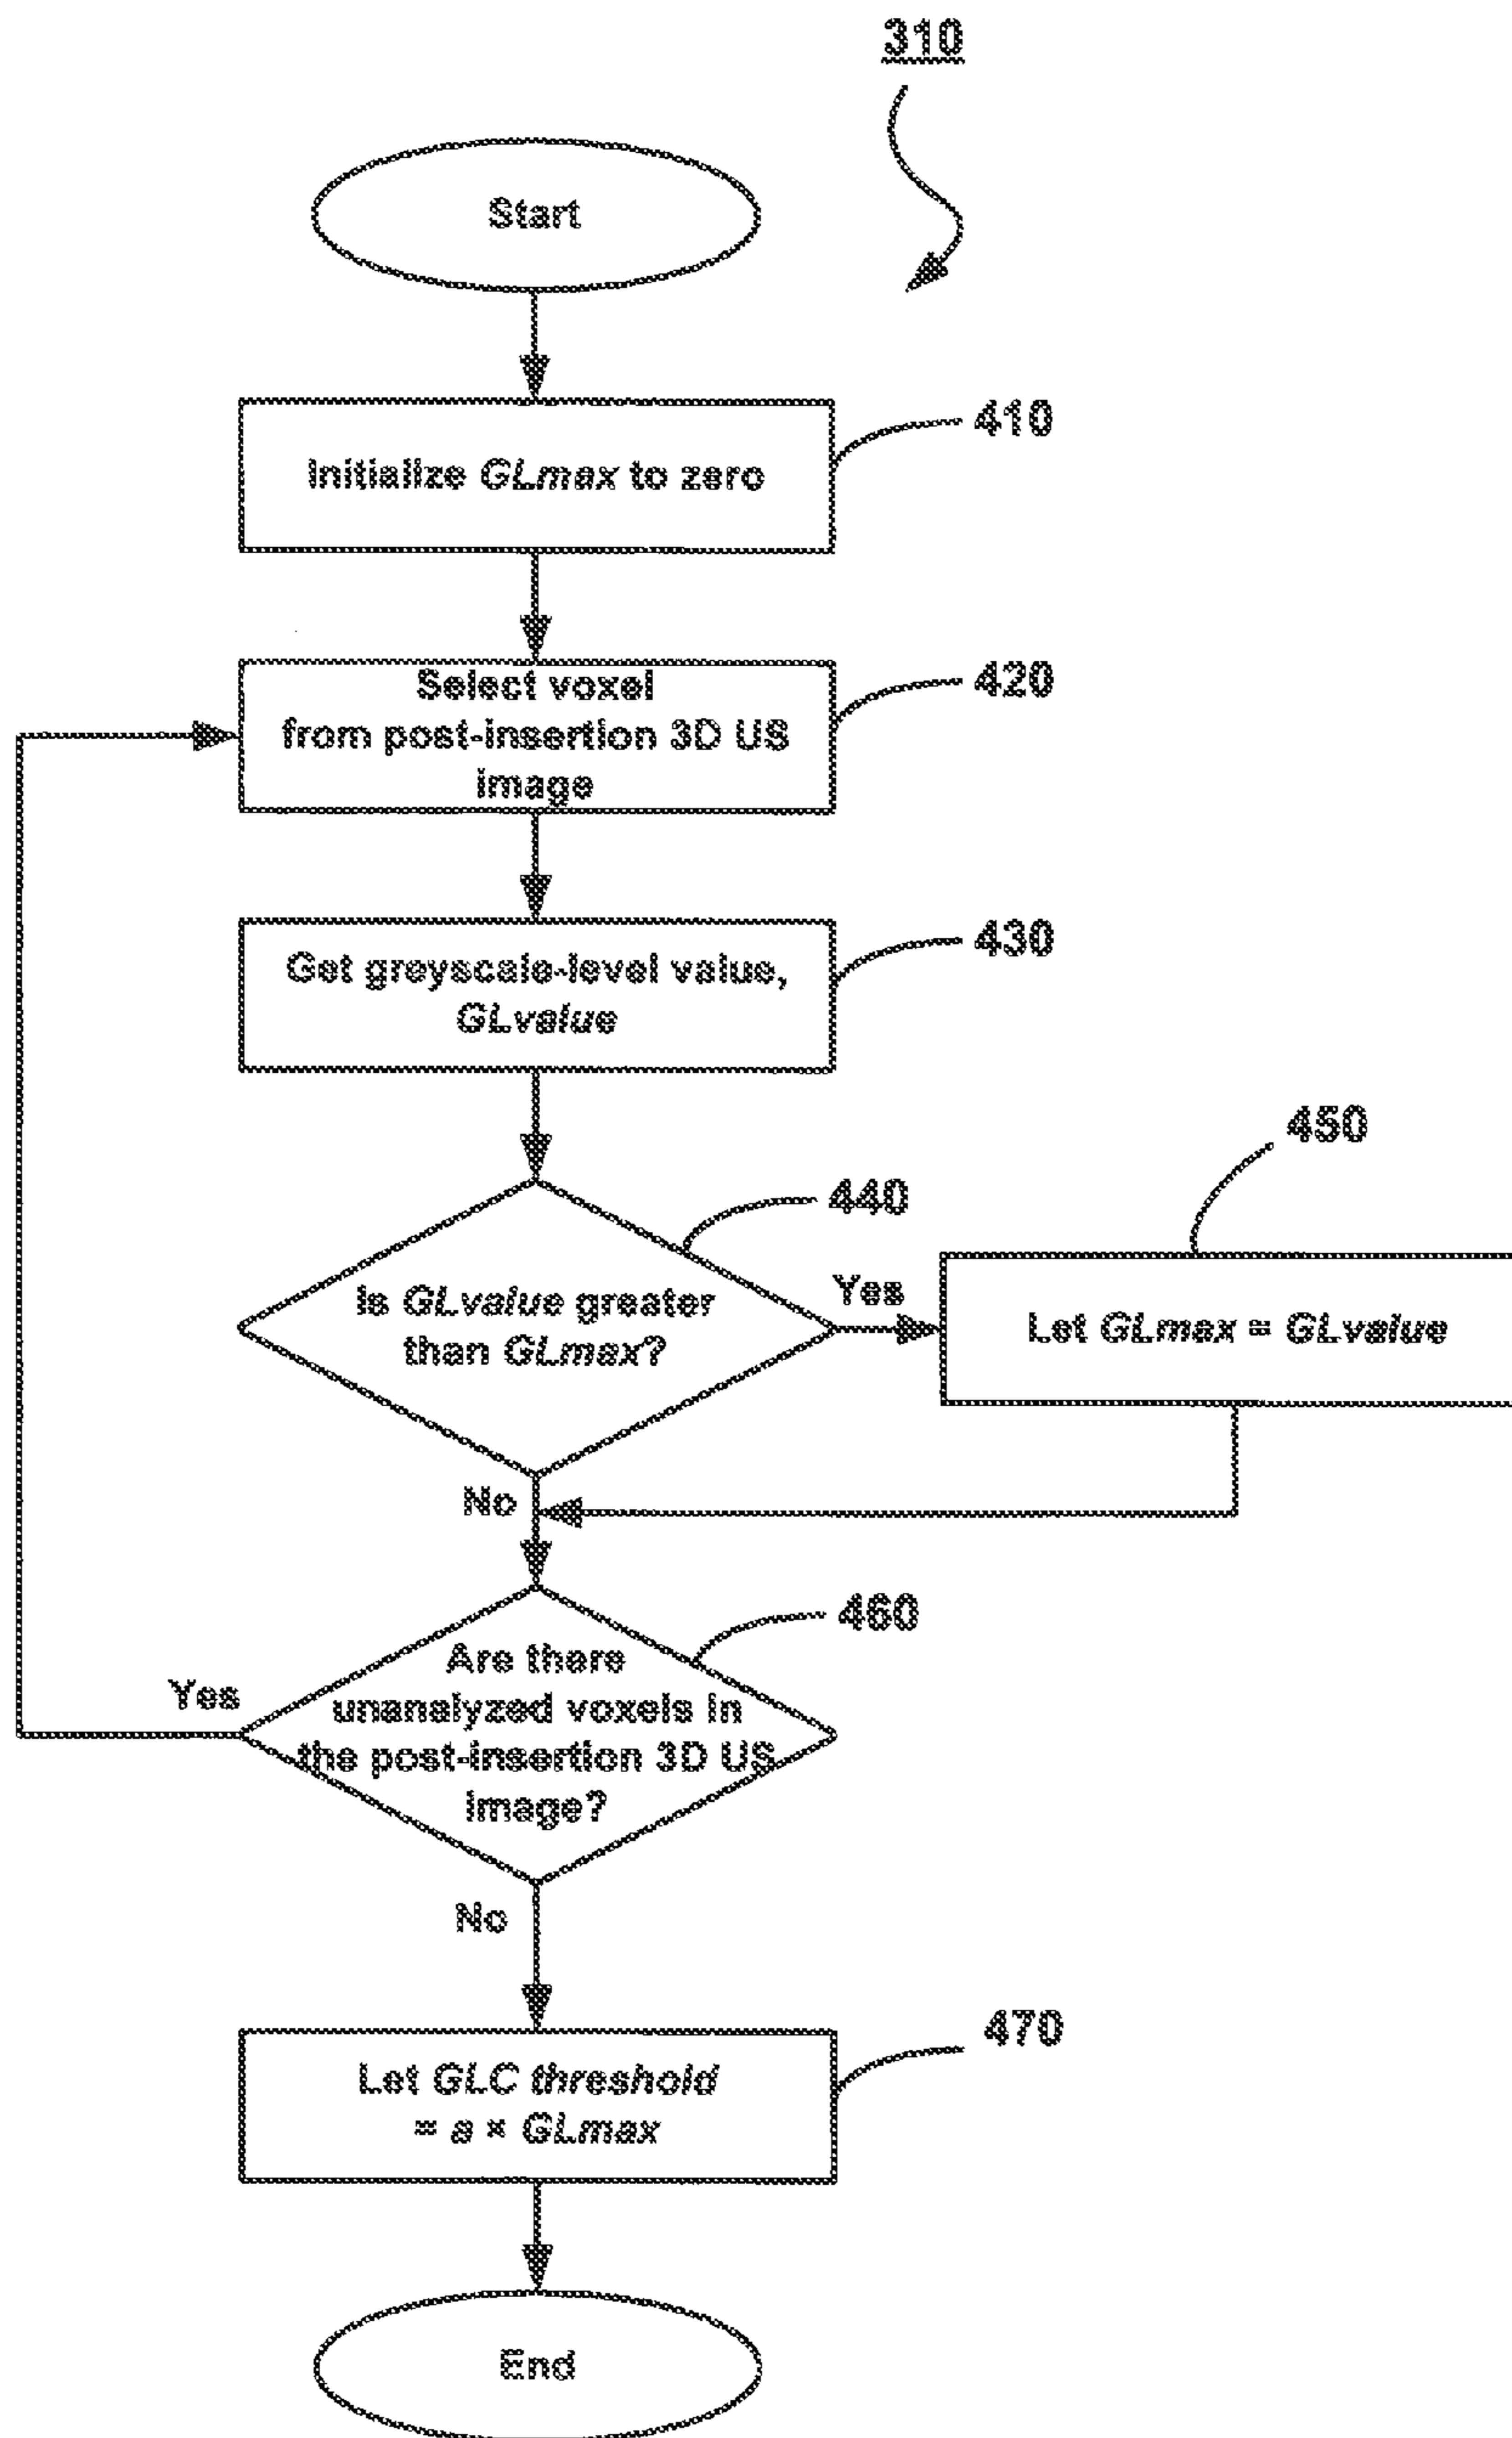 310
Start
Initialize GLmax to zero
410
Select voxel
from post-insertion 3D US
image
420
Get greyscale-level value,
GLvalue
430
Is GLvalue greater
than GLmax?
440
Yes
Let GLmax = GLvalue
450
No
Are there
unanalyzed voxels in
the post-insertion 3D US
image?
460
Yes
No
Let GLC threshold
= a × GLmax
470
End